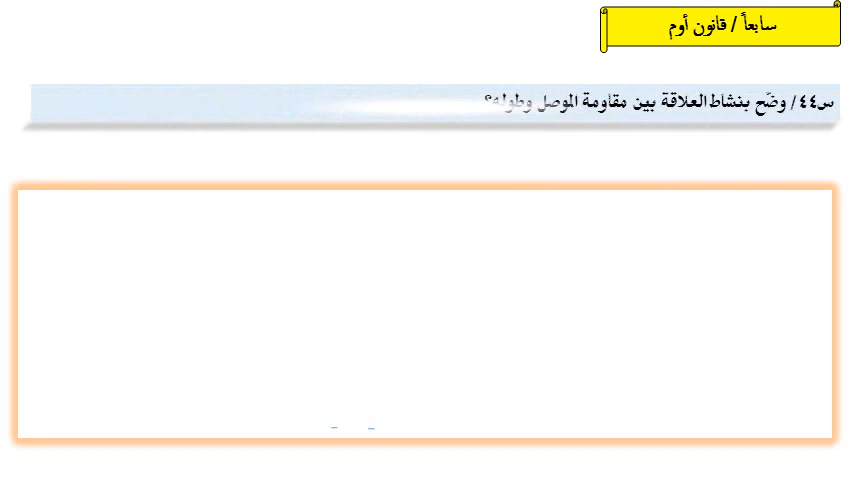 سابعاً / قانون أوم
س٤٤/ وضّح بنشاط العلاقة بين مقاومة الموصل وطوله؟